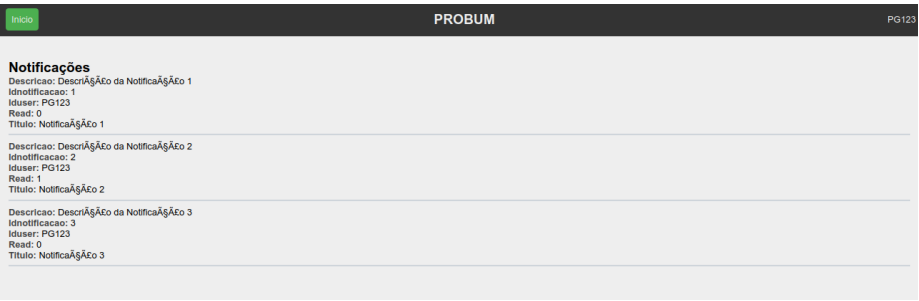 Início
PROBUM
PG123
Notificações
Descricao: DescriÃ§Ã£o da NotificaÃ§Ã£o 1
Idnotificacao: 1
Iduser: PG123
Read: 0
Titulo: NotificaÃ§Ã£o 1
Descricao: DescriÃ§Ã£o da NotificaÃ§Ã£o 2
Idnotificacao: 2
Iduser: PG123
Read: 1
Titulo: NotificaÃ§Ã£o 2
Descricao: DescriÃ§Ã£o da NotificaÃ§Ã£o 3
Idnotificacao: 3
Iduser: PG123
Read: 0
Titulo: NotificaÃ§Ã£o 3